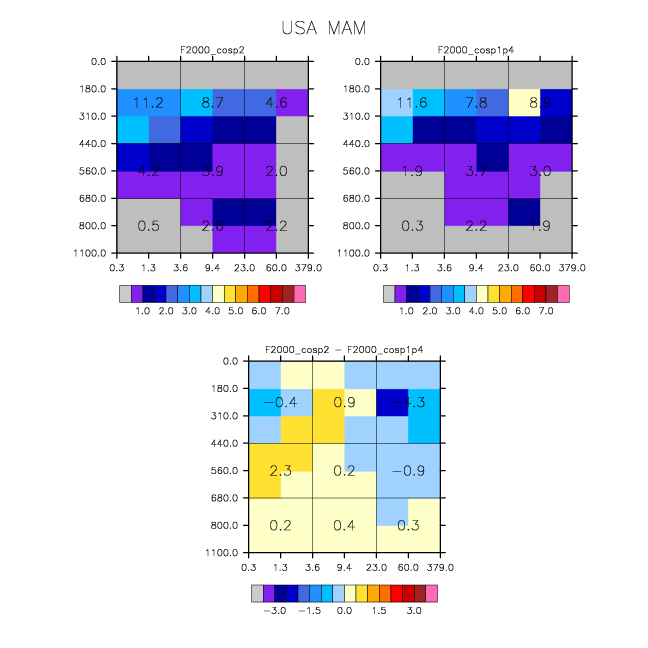 USA MAM
F2000_cosp2
F2000_cosp1p4
0.0
180.0
310.0
440.0
560.0
680.0
800.0
1100.0
11.2 8.7 4.6
4.2 3.9 2.0
0.5 2.6 2.2
0.3 1.3 3.6 9.4 23.0 60.0 379.0
1.0 2.0 3.0 4.0 5.0 6.0 7.0
0.0
180.0
310.0
440.0
560.0
680.0
800.0
1100.0
11.6 7.8 8.8
1.9 3.7 3.0
0.3 2.2 1.9
0.3 1.3 3.6 9.4 23.0 60.0 379.0
1.0 2.0 3.0 4.0 5.0 6.0 7.0
F2000_cosp2 − F2000_cosp1p4
0.0
180.0
310.0
440.0
560.0
680.0
800.0
1100.0
−0.4 0.9 −4.3
2.3 0.2 −0.9
0.2 0.4 0.3
0.3 1.3 3.6 9.4 23.0 60.0 379.0
−3.0 −1.5 0.0 1.5 3.0